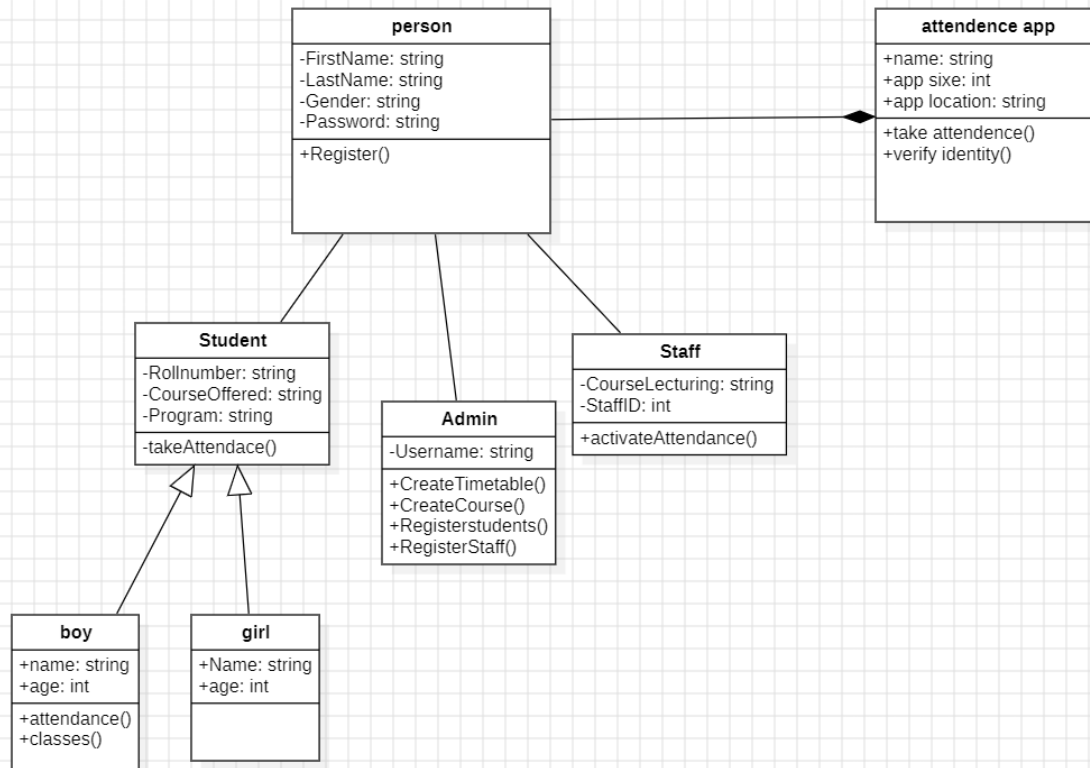 person
-FirstName: string
-LastName: string
-Gender: string
-Password: string
+Register()
attendence app
+name: string
+app sixe: int
+app location: string
+take attendence()
+verify identity()
Student
-Rollnumber: string
-CourseOffered: string
-Program: string
-takeAttendace()
Admin
-Username: string
+CreateTimetable()
+CreateCourse()
+Registerstudents()
+RegisterStaff()
Staff
-CourseLecturing: string
-StaffID: int
+activateAttendance()
boy
+name: string
+age: int
+attendance()
+classes()
girl
+Name: string
+age: int